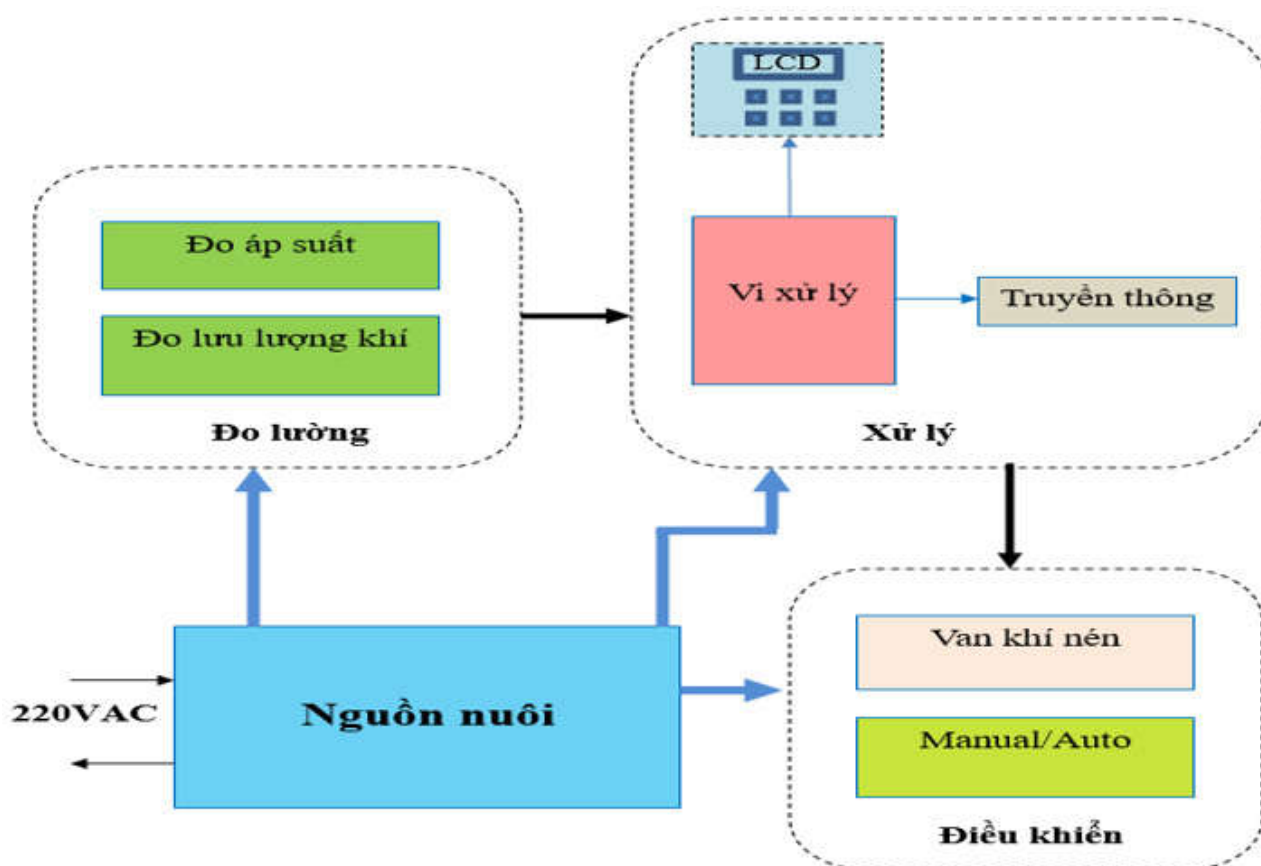 LCD
Đo áp suất
Vi xử lý
Truyền thông
Đo lưu lượng khí
Đo lường
Xử lý
Van khí nén
220VAC
Nguồn nuôi
Manual/Auto
Điều khiển